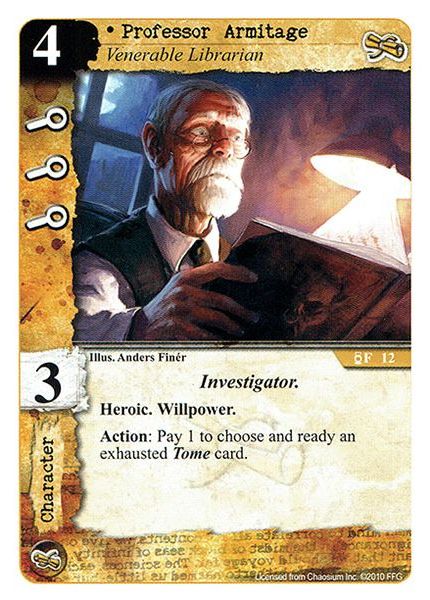 4
• Professor Armitage
Venerable Librarian
Illus. Anders Finér
F 12
3
Investigator.
Heroic. Willpower.
Action: Pay 1 to choose and ready an
exhausted Tome card.
Character
Licensed from Chaosium Inc. ©2010 FFG